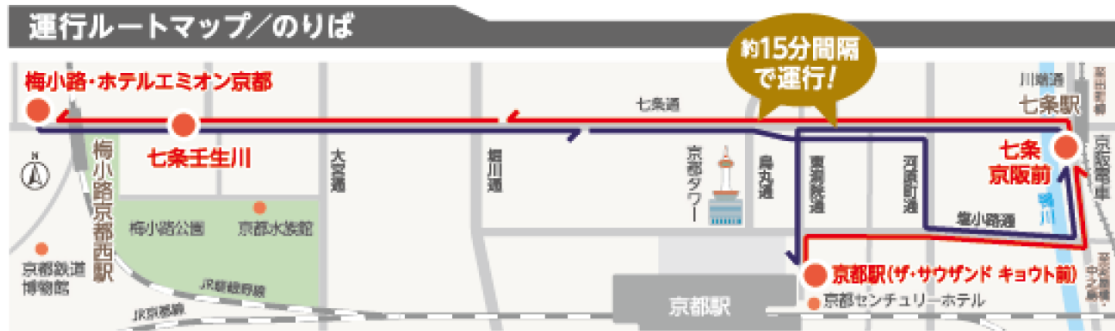 運行ルートマップ／のりば
約15分間隔
で運行!
梅小路・ホテルエミオン京都
七条通
川端通
七条駅
至出町柳
七条壬生川
七条
京阪前
京阪電車
N
梅小路京都西駅
大宮通
堀川通
京都タワー
烏丸通
東洞院通
河原町通
鴨川
塩小路通
梅小路公園
京都水族館
京都鉄道
博物館
JR嵯峨野線
JR京都線
京都駅
京都駅(ザ・サウザンド キョウト前)
京都センチュリーホテル
中之島